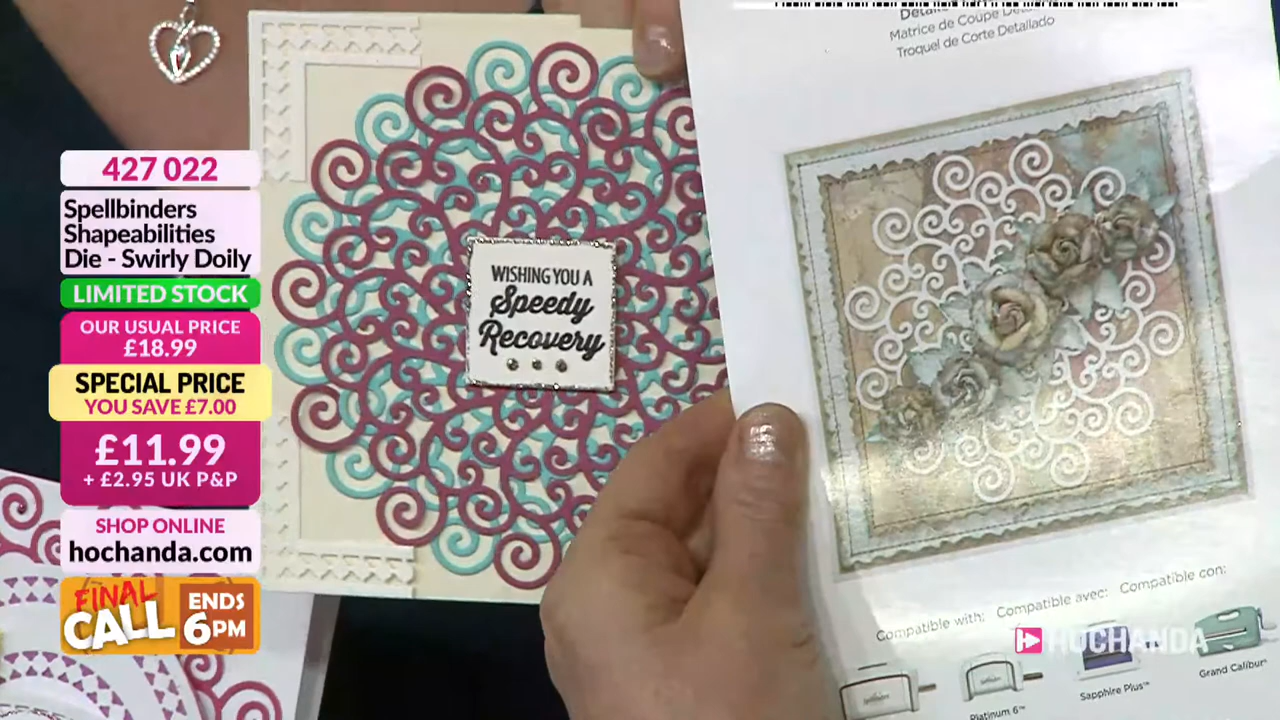 427 022
Spellbinders
Shapeabilities
Die - Swirly Doily
LIMITED STOCK
OUR USUAL PRICE
£18.99
SPECIAL PRICE
YOU SAVE £7.00
£11.99
+ £2.95 UK P&P
SHOP ONLINE
hochanda.com
FINAL
CALL
ENDS
6PM
WISHING YOU A
Speedy
Recovery
Matrice de Coupe
Troquel de Corte Detallado
Compatible with: Compatible avec: Compatible con:
HOCHANDA
Platinum 6™
Sapphire Plus™
Grand Calibur®